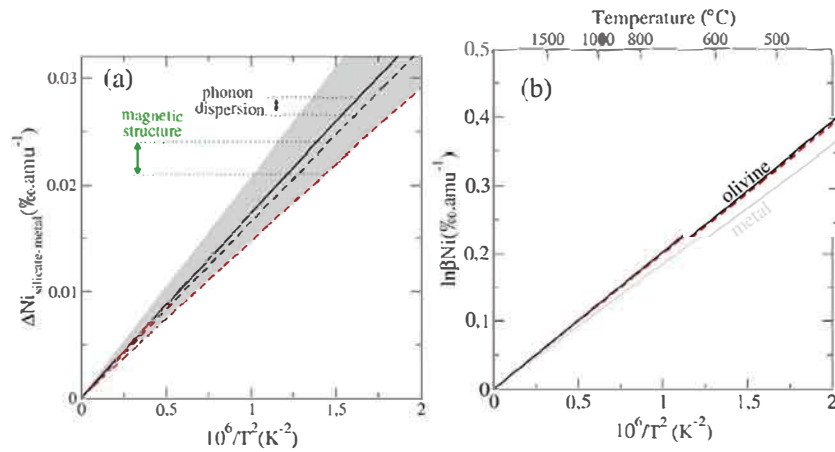 (a)
0.03
0.02
0.01
0
phonon
dispersion
magnetic
structure
ΔNi silicate-metal (‰.amu⁻¹)
0 0.5 1 1.5 2
10⁶/T²(K⁻²)
Temperature (°C)
1500 800 600 500
(b)
0,5
0.4
0.3
0.2
0.1
0
lnβNi(‰.amu⁻¹)
olivine
metal
0 0.5 1 1.5 2
10⁶/T²(K⁻²)